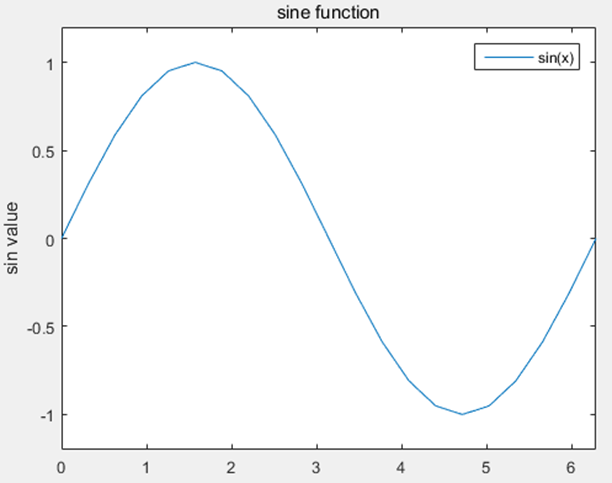 sine function
sin(x)
1
0.5
0
-0.5
-1
sin value
0 1 2 3 4 5 6